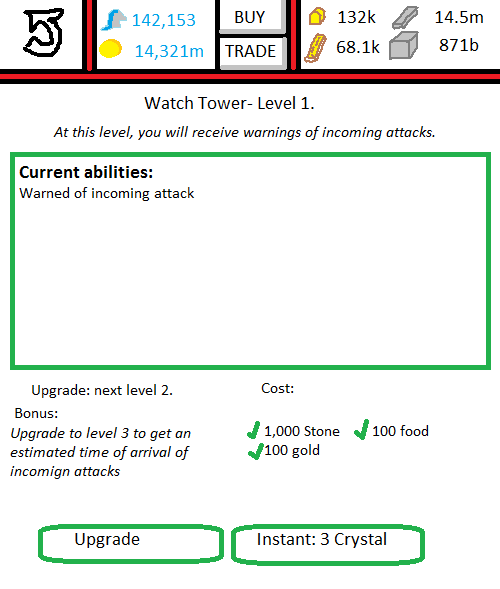 5
142,153
14,321m
BUY
TRADE
132k
14.5m
68.1k
871b
Watch Tower- Level 1.
At this level, you will receive warnings of incoming attacks.
Current abilities:
Warned of incoming attack
Upgrade: next level 2.
Bonus:
Upgrade to level 3 to get an
estimated time of arrival of
incomign attacks
Cost:
1,000 Stone
100 food
100 gold
Upgrade
Instant: 3 Crystal